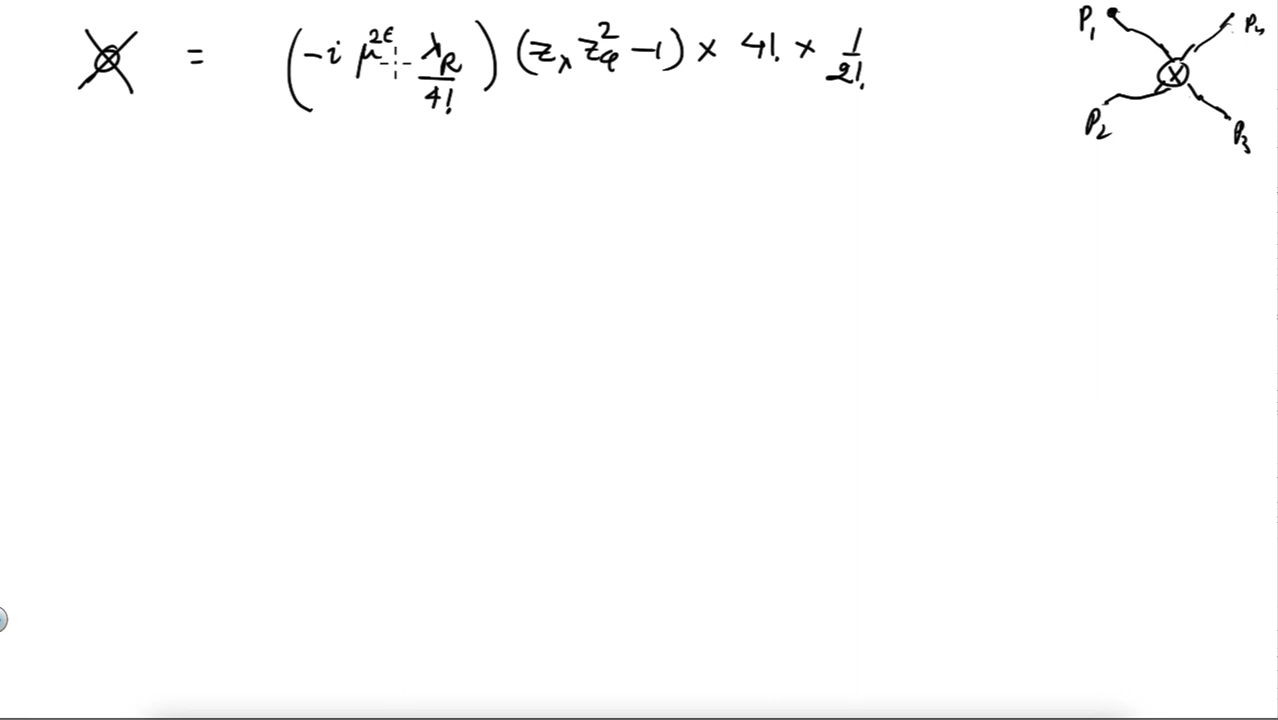 ⊗ = (-i μ^{2ε} λ_R/4!) (Z_λ Z_φ^2 -1) × 4! × 1/2!
P_1
P_4
P_2
P_3